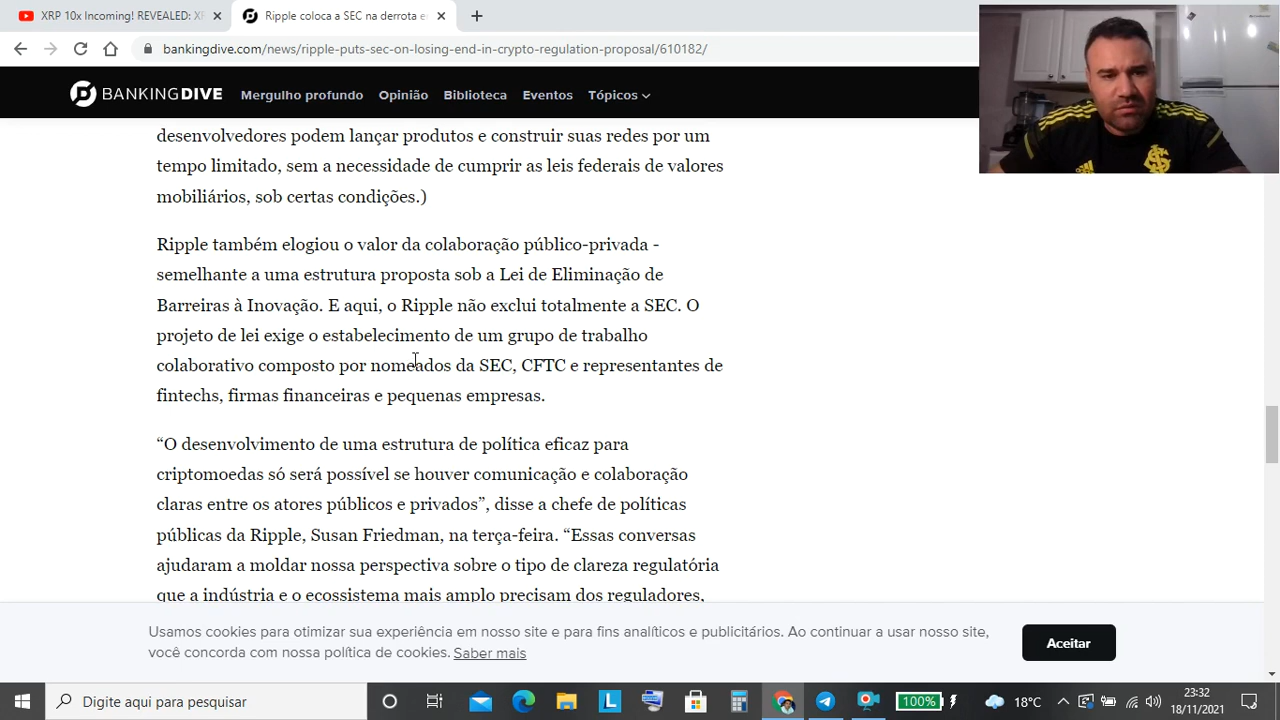 XRP 10x Incoming! REVEALED: XR
Ripple coloca a SEC na derrota e
bankingdive.com/news/ripple-puts-sec-on-losing-end-in-crypto-regulation-proposal/610182/
BANKINGDIVE Mergulho profundo Opinião Biblioteca Eventos Tópicos
desenvolvedores podem lançar produtos e construir suas redes por um
tempo limitado, sem a necessidade de cumprir as leis federais de valores
mobiliários, sob certas condições.)
Ripple também elogiou o valor da colaboração público-privada -
semelhante a uma estrutura proposta sob a Lei de Eliminação de
Barreiras à Inovação. E aqui, o Ripple não exclui totalmente a SEC. O
projeto de lei exige o estabelecimento de um grupo de trabalho
colaborativo composto por nomeados da SEC, CFTC e representantes de
fintechs, firmas financeiras e pequenas empresas.
“O desenvolvimento de uma estrutura de política eficaz para
criptomoedas só será possível se houver comunicação e colaboração
claras entre os atores públicos e privados”, disse a chefe de políticas
públicas da Ripple, Susan Friedman, na terça-feira. “Essas conversas
ajudaram a moldar nossa perspectiva sobre o tipo de clareza regulatória
que a indústria e o ecossistema mais amplo precisam dos reguladores,
Usamos cookies para otimizar sua experiência em nosso site e para fins analíticos e publicitários. Ao continuar a usar nosso site,
você concorda com nossa política de cookies. Saber mais
Aceitar
Digite aqui para pesquisar
100%
18°C
23:32
18/11/2021